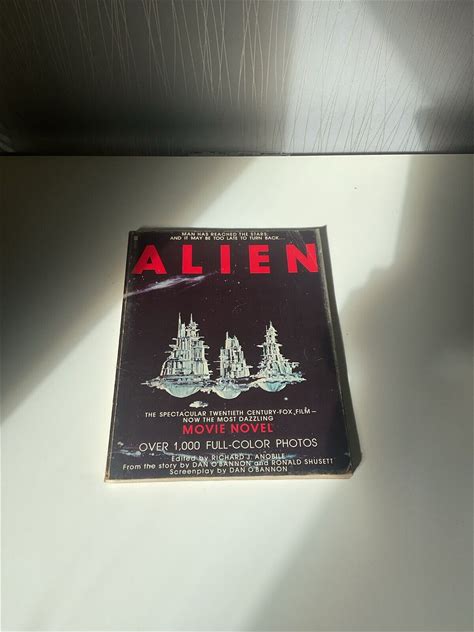 MAN HAS REACHED THE STARS,
AND IT MAY BE TOO LATE TO TURN BACK...
ALIEN
THE SPECTACULAR TWENTIETH CENTURY-FOX FILM—
NOW THE MOST DAZZLING
MOVIE NOVEL
OVER 1,000 FULL-COLOR PHOTOS
Edited by RICHARD J. ANOBILE
From the story by DAN O'BANNON and RONALD SHUSETT
Screenplay by DAN O'BANNON